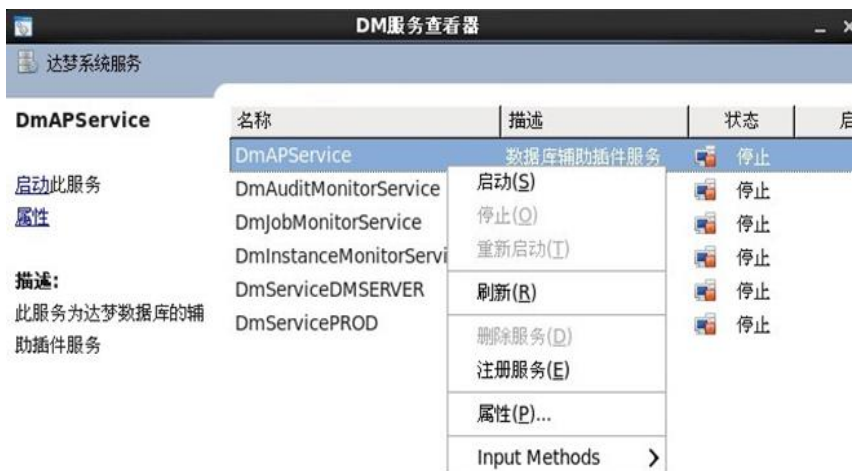 DM服务查看器
达梦系统服务
DmAPService
启动此服务
属性
描述:
此服务为达梦数据库的辅
助插件服务
名称 描述 状态 启
DmAPService 数据库辅助插件服务 停止
DmAuditMonitorService 停止
DmJobMonitorService 停止
DmInstanceMonitorServi 停止
DmServiceDMSERVER 停止
DmServicePROD 停止
启动(S)
停止(O)
重新启动(T)
刷新(R)
删除服务(D)
注册服务(E)
属性(P)...
Input Methods